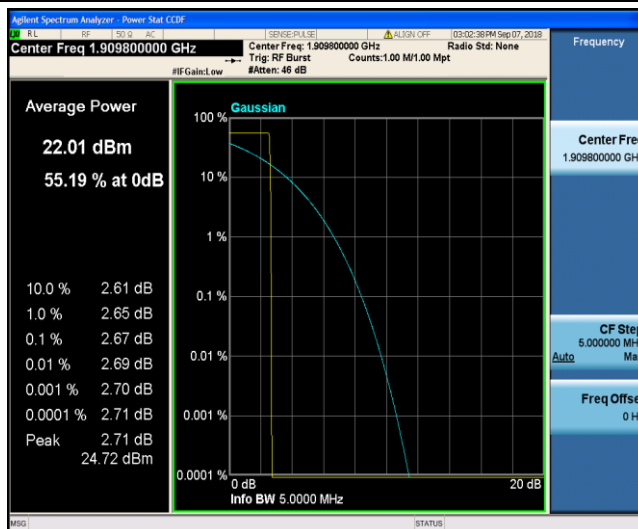 Agilent Spectrum Analyzer - Power Stat CCDF
RL RF 50 Ω AC SENSE:PULSE ALIGN OFF 03:02:38 PM Sep 07, 2018
Center Freq 1.909800000 GHz
Center Freq: 1.909800000 GHz Radio Std: None
Trig: RF Burst Counts:1.00 M/1.00 Mpt
#IFGain:Low #Atten: 46 dB
Frequency
Average Power
22.01 dBm
55.19 % at 0dB
10.0 % 2.61 dB
1.0 % 2.65 dB
0.1 % 2.67 dB
0.01 % 2.69 dB
0.001 % 2.70 dB
0.0001 % 2.71 dB
Peak 2.71 dB
24.72 dBm
Gaussian
100 %
10 %
1 %
0.1 %
0.01 %
0.001 %
0.0001 %
0 dB 20 dB
Info BW 5.0000 MHz
Center Fre
1.909800000 GH
CF Ste
5.000000 MH
Auto Ma
Freq Offse
0 H
MSG STATUS